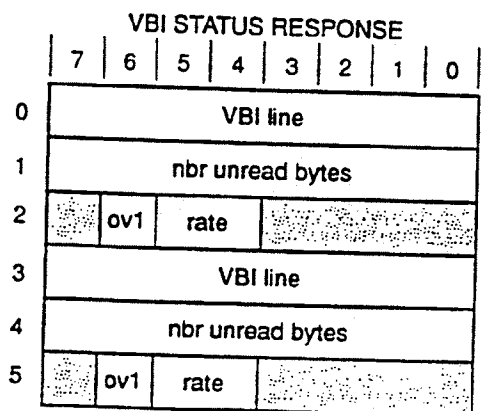 VBI STATUS RESPONSE
7 6 5 4 3 2 1 0
0 VBI line
1 nbr unread bytes
2 ov1 rate
3 VBI line
4 nbr unread bytes
5 ov1 rate